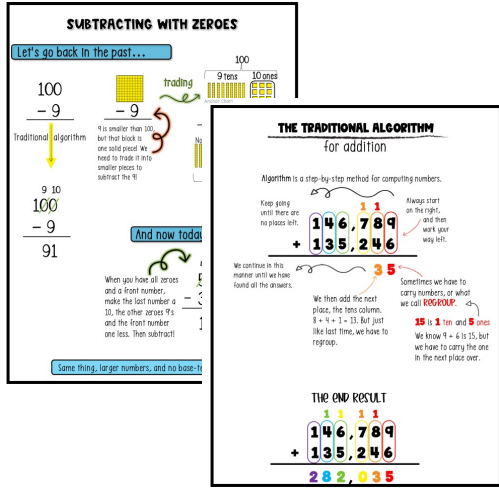 SUBTRACTING WITH ZEROES
Let's go back in the past...
100
- 9
Traditional algorithm
9 10
100
- 9
91
- 9
9 is smaller than 100,
but that block is
one solid piece! We
need to trade it into
smaller pieces to
subtract the 9!
trading
100
9 tens 10 ones
Anchor Chart
And now today
When you have all zeroes
and a front number,
make the last number a
10, the other zeroes 9's
and the front number
one less. Then subtract!
Same thing, larger numbers, and no base-te
THE TRADITIONAL ALGORITHM
for addition
Algorithm is a step-by-step method for computing numbers.
Keep going
until there are
no places left.
1 1
146,789
+ 135,246
35
Always start
on the right,
and then
work your
way left.
We continue in this
manner until we have
found all the answers.
We then add the next
place, the tens column.
8 + 4 + 1 = 13. But just
like last time, we have to
regroup.
Sometimes we have to
carry numbers, or what
we call REGROUP.
15 is 1 ten and 5 ones
We know 9 + 6 is 15, but
we have to carry the one
in the next place over.
THE END RESULT
1 1 1 1
146,789
+ 135,246
282,035